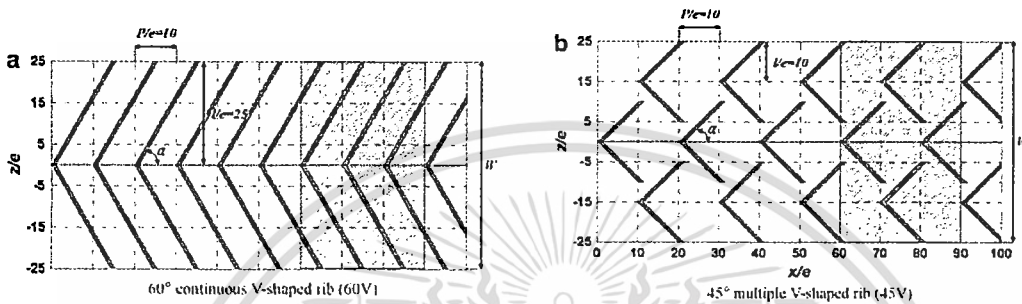 P/e=10
a
25
15
5
-5
-15
-25
z/e
l/e=25
α
W
60° continuous V-shaped rib (60V)
P/e=10
b
25
15
5
-5
-15
-25
z/e
l/e=10
α
0 10 20 30 40 50 60 70 80 90 100
x/e
45° multiple V-shaped rib (45V)